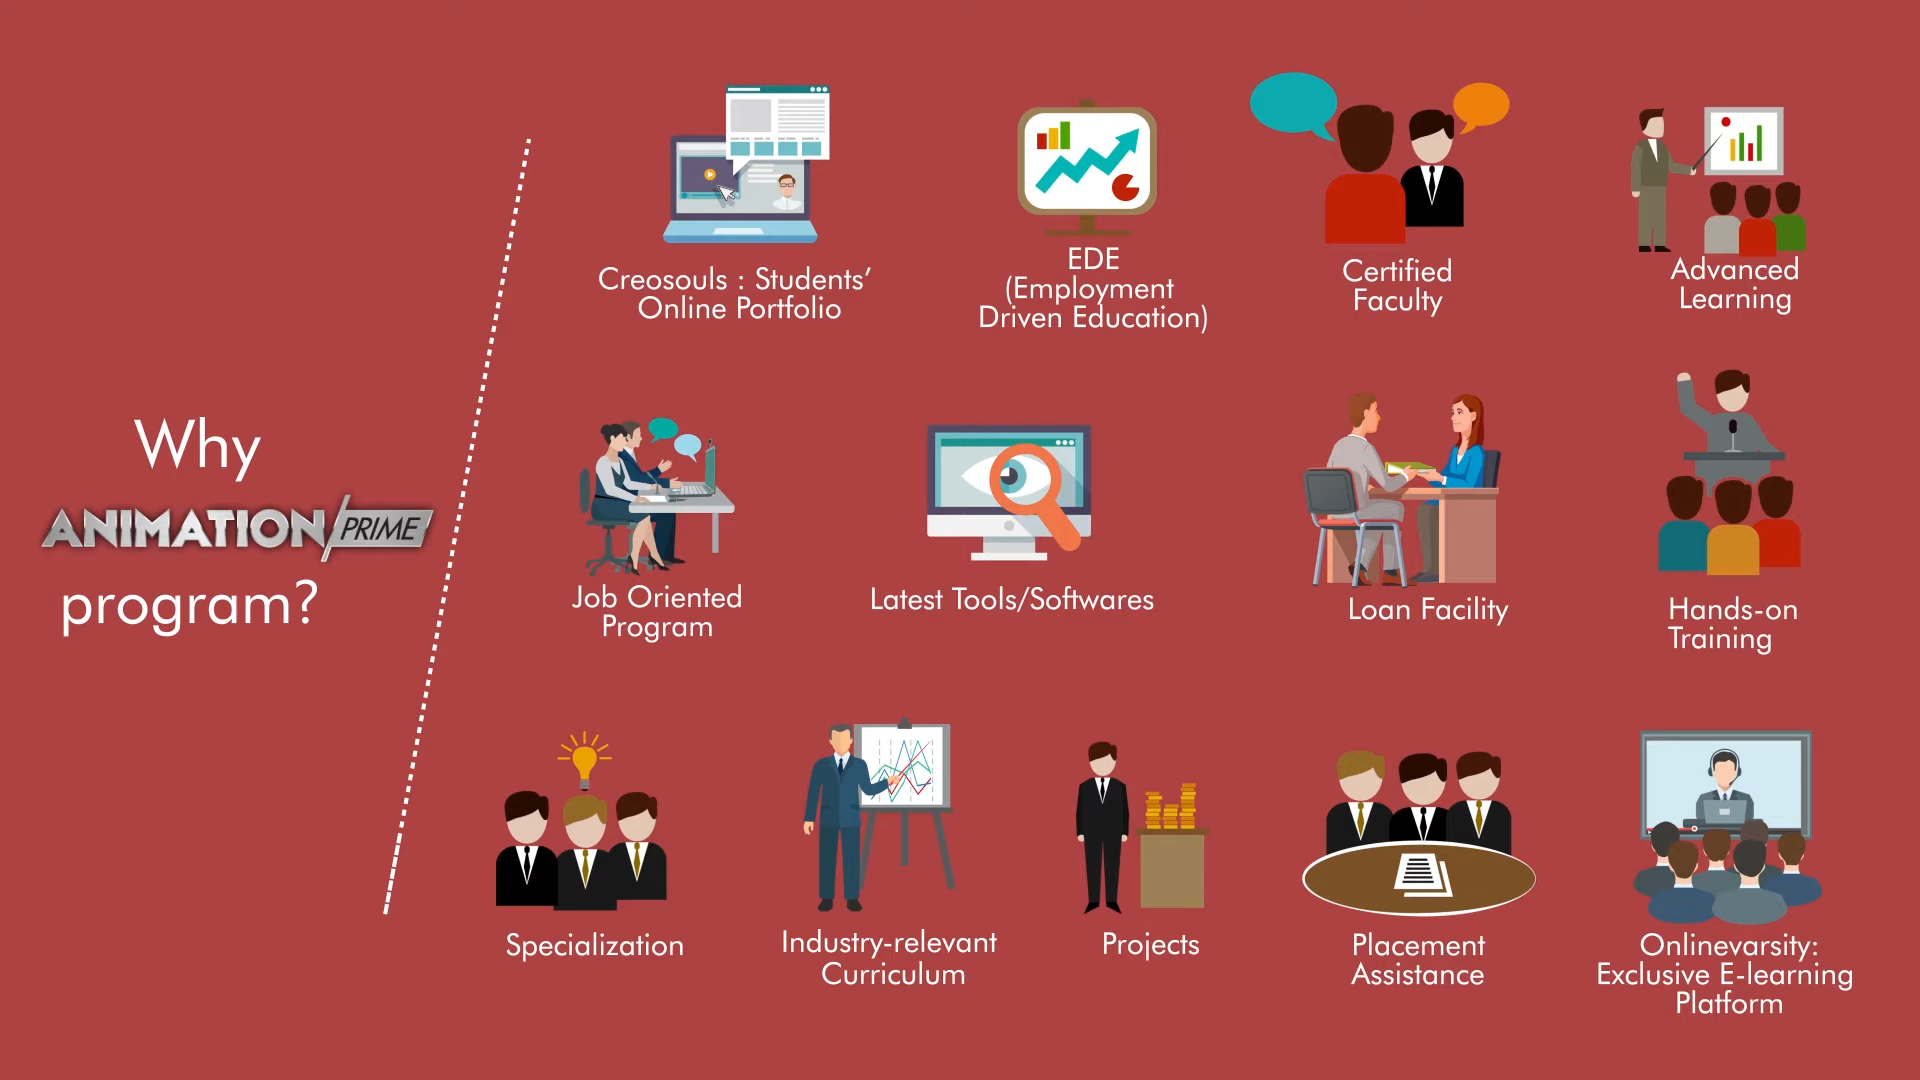 Why
ANIMATION/PRIME
program?
Creosouls : Students’
Online Portfolio
EDE
(Employment
Driven Education)
Certified
Faculty
Advanced
Learning
Job Oriented
Program
Latest Tools/Softwares
Loan Facility
Hands-on
Training
Specialization
Industry-relevant
Curriculum
Projects
Placement
Assistance
Onlinevarsity:
Exclusive E-learning
Platform